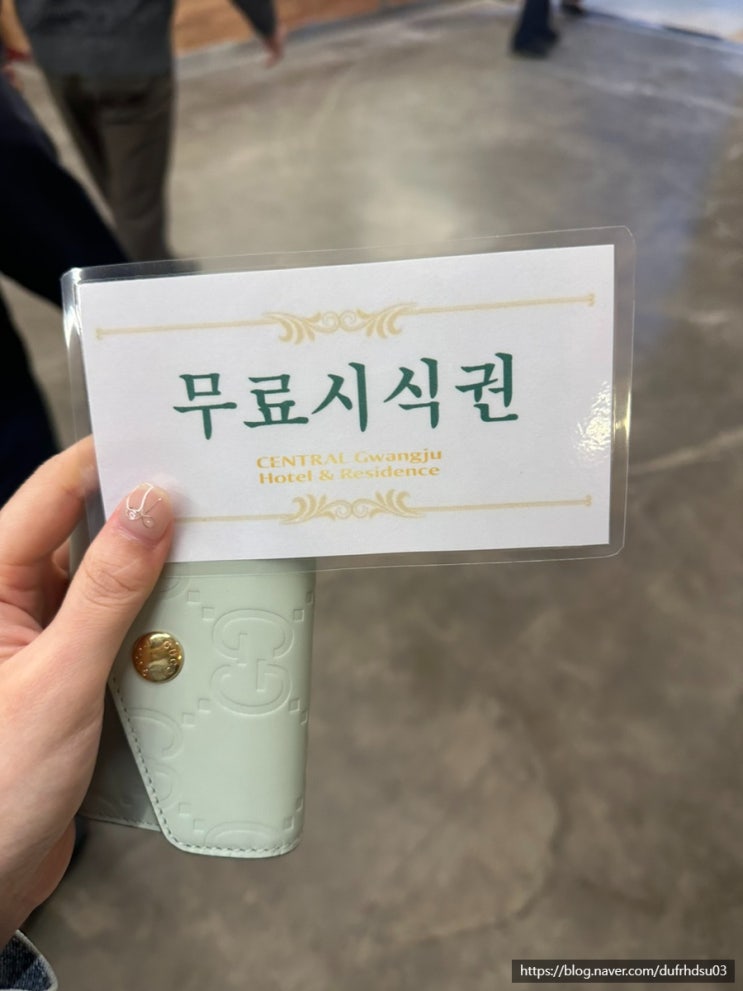 무료시식권
CENTRAL Gwangju
Hotel & Residence
https://blog.naver.com/dufrhdsu03